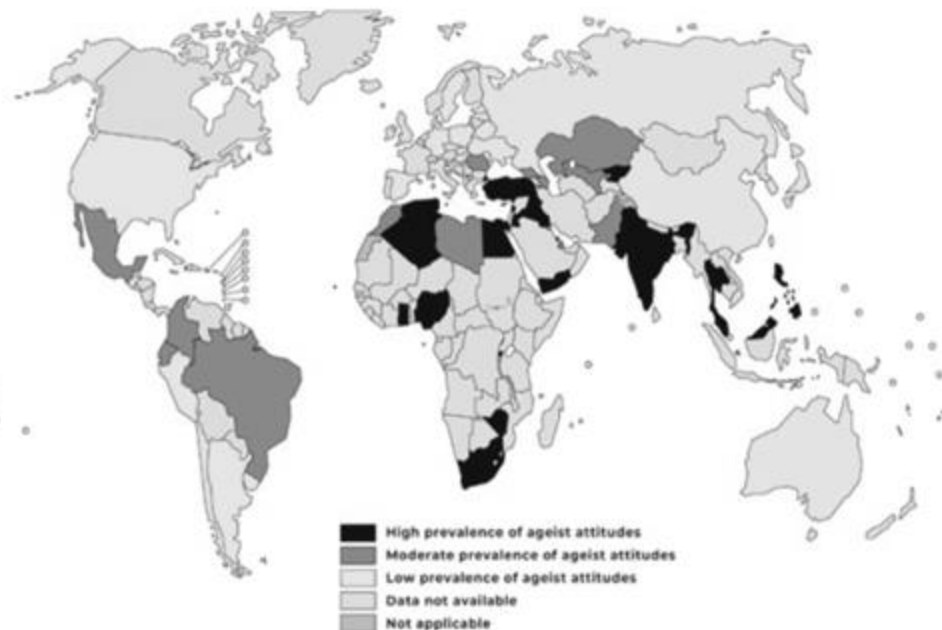 High prevalence of ageist attitudes
Moderate prevalence of ageist attitudes
Low prevalence of ageist attitudes
Data not available
Not applicable